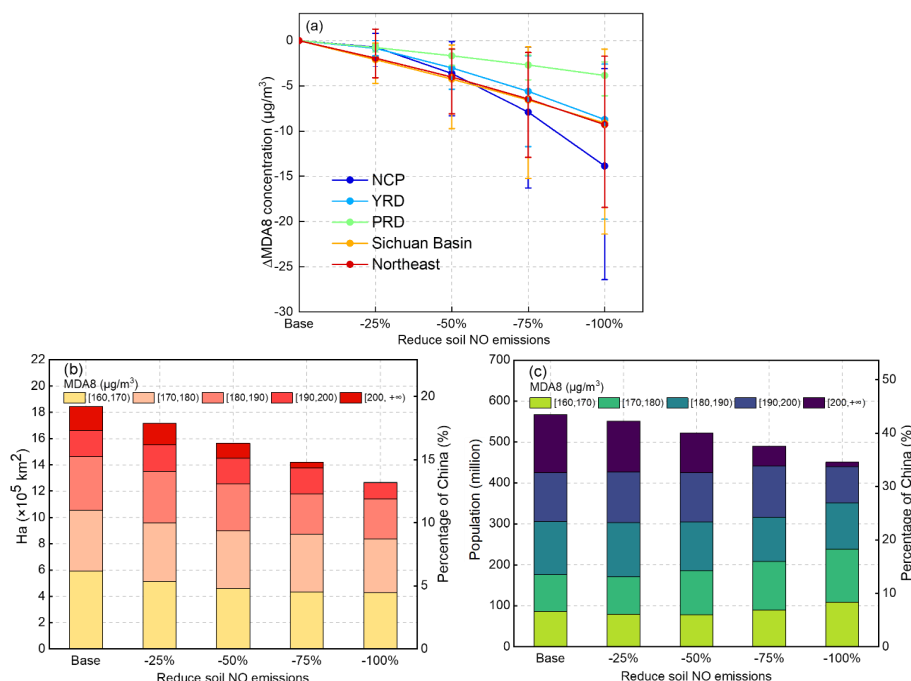 (a)
0
-5
-10
-15
-20
-25
-30
ΔMDA8 concentration (μg/m³)
NCP
YRD
PRD
Sichuan Basin
Northeast
Base -25% -50% -75% -100%
Reduce soil NO emissions
(b)
MDA8 (μg/m³)
[160,170) [170,180) [180,190) [190,200) [200, +∞)
22
20
18
16
14
12
10
8
6
4
2
0
Ha (×10⁵ km²)
20
15
10
5
0
Percentage of China (%)
Base -25% -50% -75% -100%
Reduce soil NO emissions
(c)
MDA8 (μg/m³)
[160,170) [170,180) [180,190) [190,200) [200,+∞)
700
600
500
400
300
200
100
0
Population (million)
50
40
30
20
10
0
Percentage of China (%)
Base -25% -50% -75% -100%
Reduce soil NO emissions